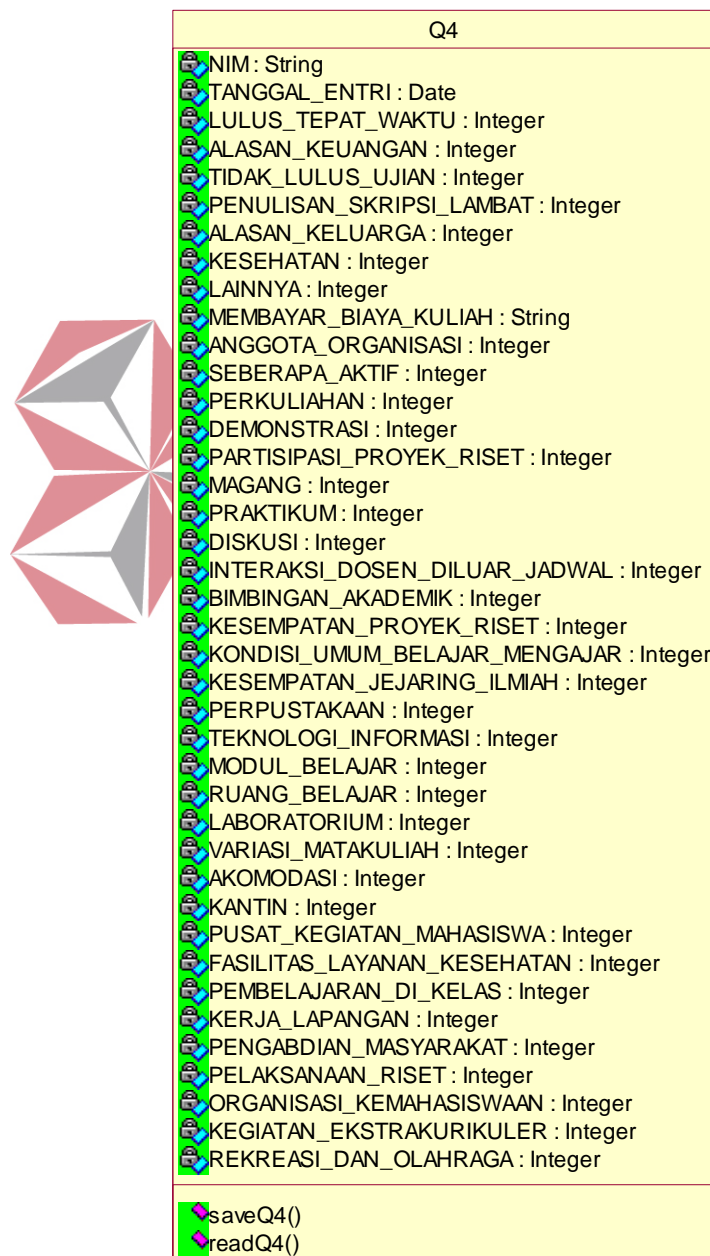 Q4
NIM : String
TANGGAL_ENTRI : Date
LULUS_TEPAT_WAKTU : Integer
ALASAN_KEUANGAN : Integer
TIDAK_LULUS_UJIAN : Integer
PENULISAN_SKRIPSI_LAMBAT : Integer
ALASAN_KELUARGA : Integer
KESEHATAN : Integer
LAINNYA : Integer
MEMBAYAR_BIAYA_KULIAH : String
ANGGOTA_ORGANISASI : Integer
SEBERAPA_AKTIF : Integer
PERKULIAHAN : Integer
DEMONSTRASI : Integer
PARTISIPASI_PROYEK_RISET : Integer
MAGANG : Integer
PRAKTIKUM : Integer
DISKUSI : Integer
INTERAKSI_DOSEN_DILUAR_JADWAL : Integer
BIMBINGAN_AKADEMIK : Integer
KESEMPATAN_PROYEK_RISET : Integer
KONDISI_UMUM_BELAJAR_MENGAJAR : Integer
KESEMPATAN_JEJARING_ILMIAH : Integer
PERPUSTAKAAN : Integer
TEKNOLOGI_INFORMASI : Integer
MODUL_BELAJAR : Integer
RUANG_BELAJAR : Integer
LABORATORIUM : Integer
VARIASI_MATAKULIAH : Integer
AKOMODASI : Integer
KANTIN : Integer
PUSAT_KEGIATAN_MAHASISWA : Integer
FASILITAS_LAYANAN_KESEHATAN : Integer
PEMBELAJARAN_DI_KELAS : Integer
KERJA_LAPANGAN : Integer
PENGABDIAN_MASYARAKAT : Integer
PELAKSANAAN_RISET : Integer
ORGANISASI_KEMAHASISWAAN : Integer
KEGIATAN_EKSTRAKURIKULER : Integer
REKREASI_DAN_OLAHRAGA : Integer
saveQ4()
readQ4()